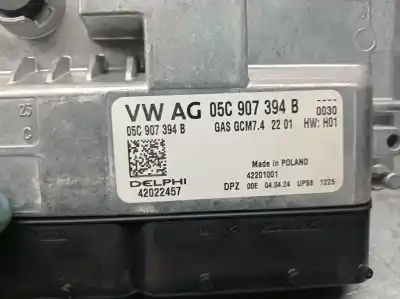 VW AG 05C 907 394 B
0030
05C 907 394 B GAS GCM7.4 22 01 HW: H01
Made in POLAND
DELPHI 42201001
42022457 DPZ 00E 04.04.24 UPS8 1225
25
C